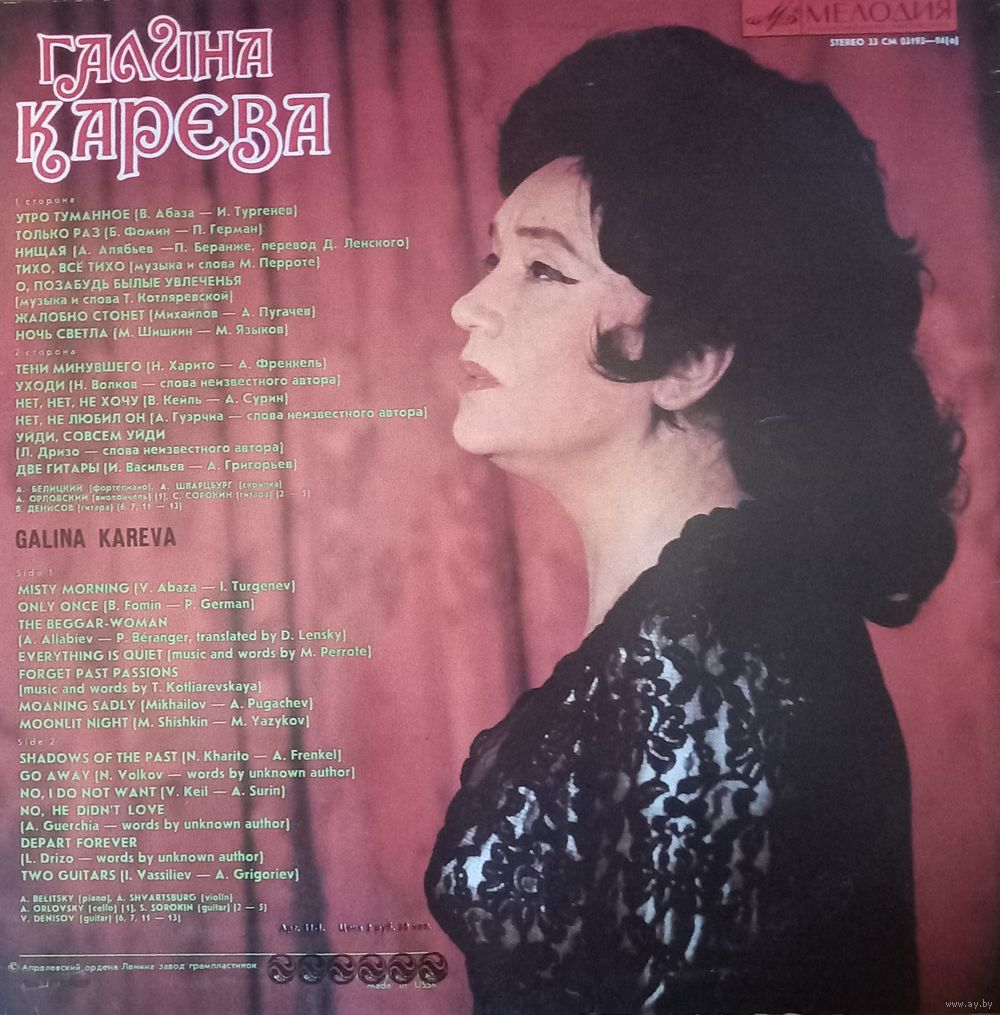 МЕЛОДИЯ
STEREO 33 СМ 03193—94(а)
ГАЛИНА
КАРЕВА
1 сторона
УТРО ТУМАННОЕ (В. Абаза — И. Тургенев)
ТОЛЬКО РАЗ (Б. Фомин — П. Герман)
НИЩАЯ (А. Алябьев —П. Беранже, перевод Д. Ленского)
ТИХО, ВСЁ ТИХО (музыка и слова М. Перроте)
О, ПОЗАБУДЬ БЫЛЫЕ УВЛЕЧЕНЬЯ
(музыка и слова Т. Котляревской)
ЖАЛОБНО СТОНЕТ (Михайлов — А. Пугачев)
НОЧЬ СВЕТЛА (М. Шишкин — М. Языков)
2 сторона
ТЕНИ МИНУВШЕГО (Н. Харито — А. Френкель)
УХОДИ (Н. Волков — слова неизвестного автора)
НЕТ, НЕТ, НЕ ХОЧУ (В. Кейль — А. Сурин)
НЕТ, НЕ ЛЮБИЛ ОН (А. Гуэрчиа — слова неизвестного автора)
УЙДИ, СОВСЕМ УЙДИ
(Л. Дризо — слова неизвестного автора)
ДВЕ ГИТАРЫ (И. Васильев — А. Григорьев)
А. БЕЛИЦКИЙ (фортепиано), А. ШВАРЦБУРГ (скрипка)
А. ОРЛОВСКИЙ (виолончель) (1), С. СОРОКИН (гитара) (2 — 5)
В. ДЕНИСОВ (гитара) (6, 7, 11 — 13)
GALINA KAREVA
Side 1
MISTY MORNING (V. Abaza — I. Turgenev)
ONLY ONCE (B. Fomin — P. German)
THE BEGGAR-WOMAN
(A. Aliabiev — P. Béranger, translated by D. Lensky)
EVERYTHING IS QUIET (music and words by M. Perrote)
FORGET PAST PASSIONS
(music and words by T. Kotliarevskaya)
MOANING SADLY (Mikhailov — A. Pugachev)
MOONLIT NIGHT (M. Shishkin — M. Yazykov)
Side 2
SHADOWS OF THE PAST (N. Kharito — A. Frenkel)
GO AWAY (N. Volkov — words by unknown author)
NO, I DO NOT WANT (V. Keil — A. Surin)
NO, HE DIDN'T LOVE
(A. Guerchia — words by unknown author)
DEPART FOREVER
(L. Drizo — words by unknown author)
TWO GUITARS (I. Vassiliev — A. Grigoriev)
A. BELITSKY (piano), A. SHVARTSBURG (violin)
A. ORLOVSKY (cello) (1), S. SOROKIN (guitar) (2 — 5)
V. DENISOV (guitar) (6, 7, 11 — 13)
Арт. Цена 2 руб.
© Апрелевский ордена Ленина завод грампластинок
made in USSR
www.ay.by